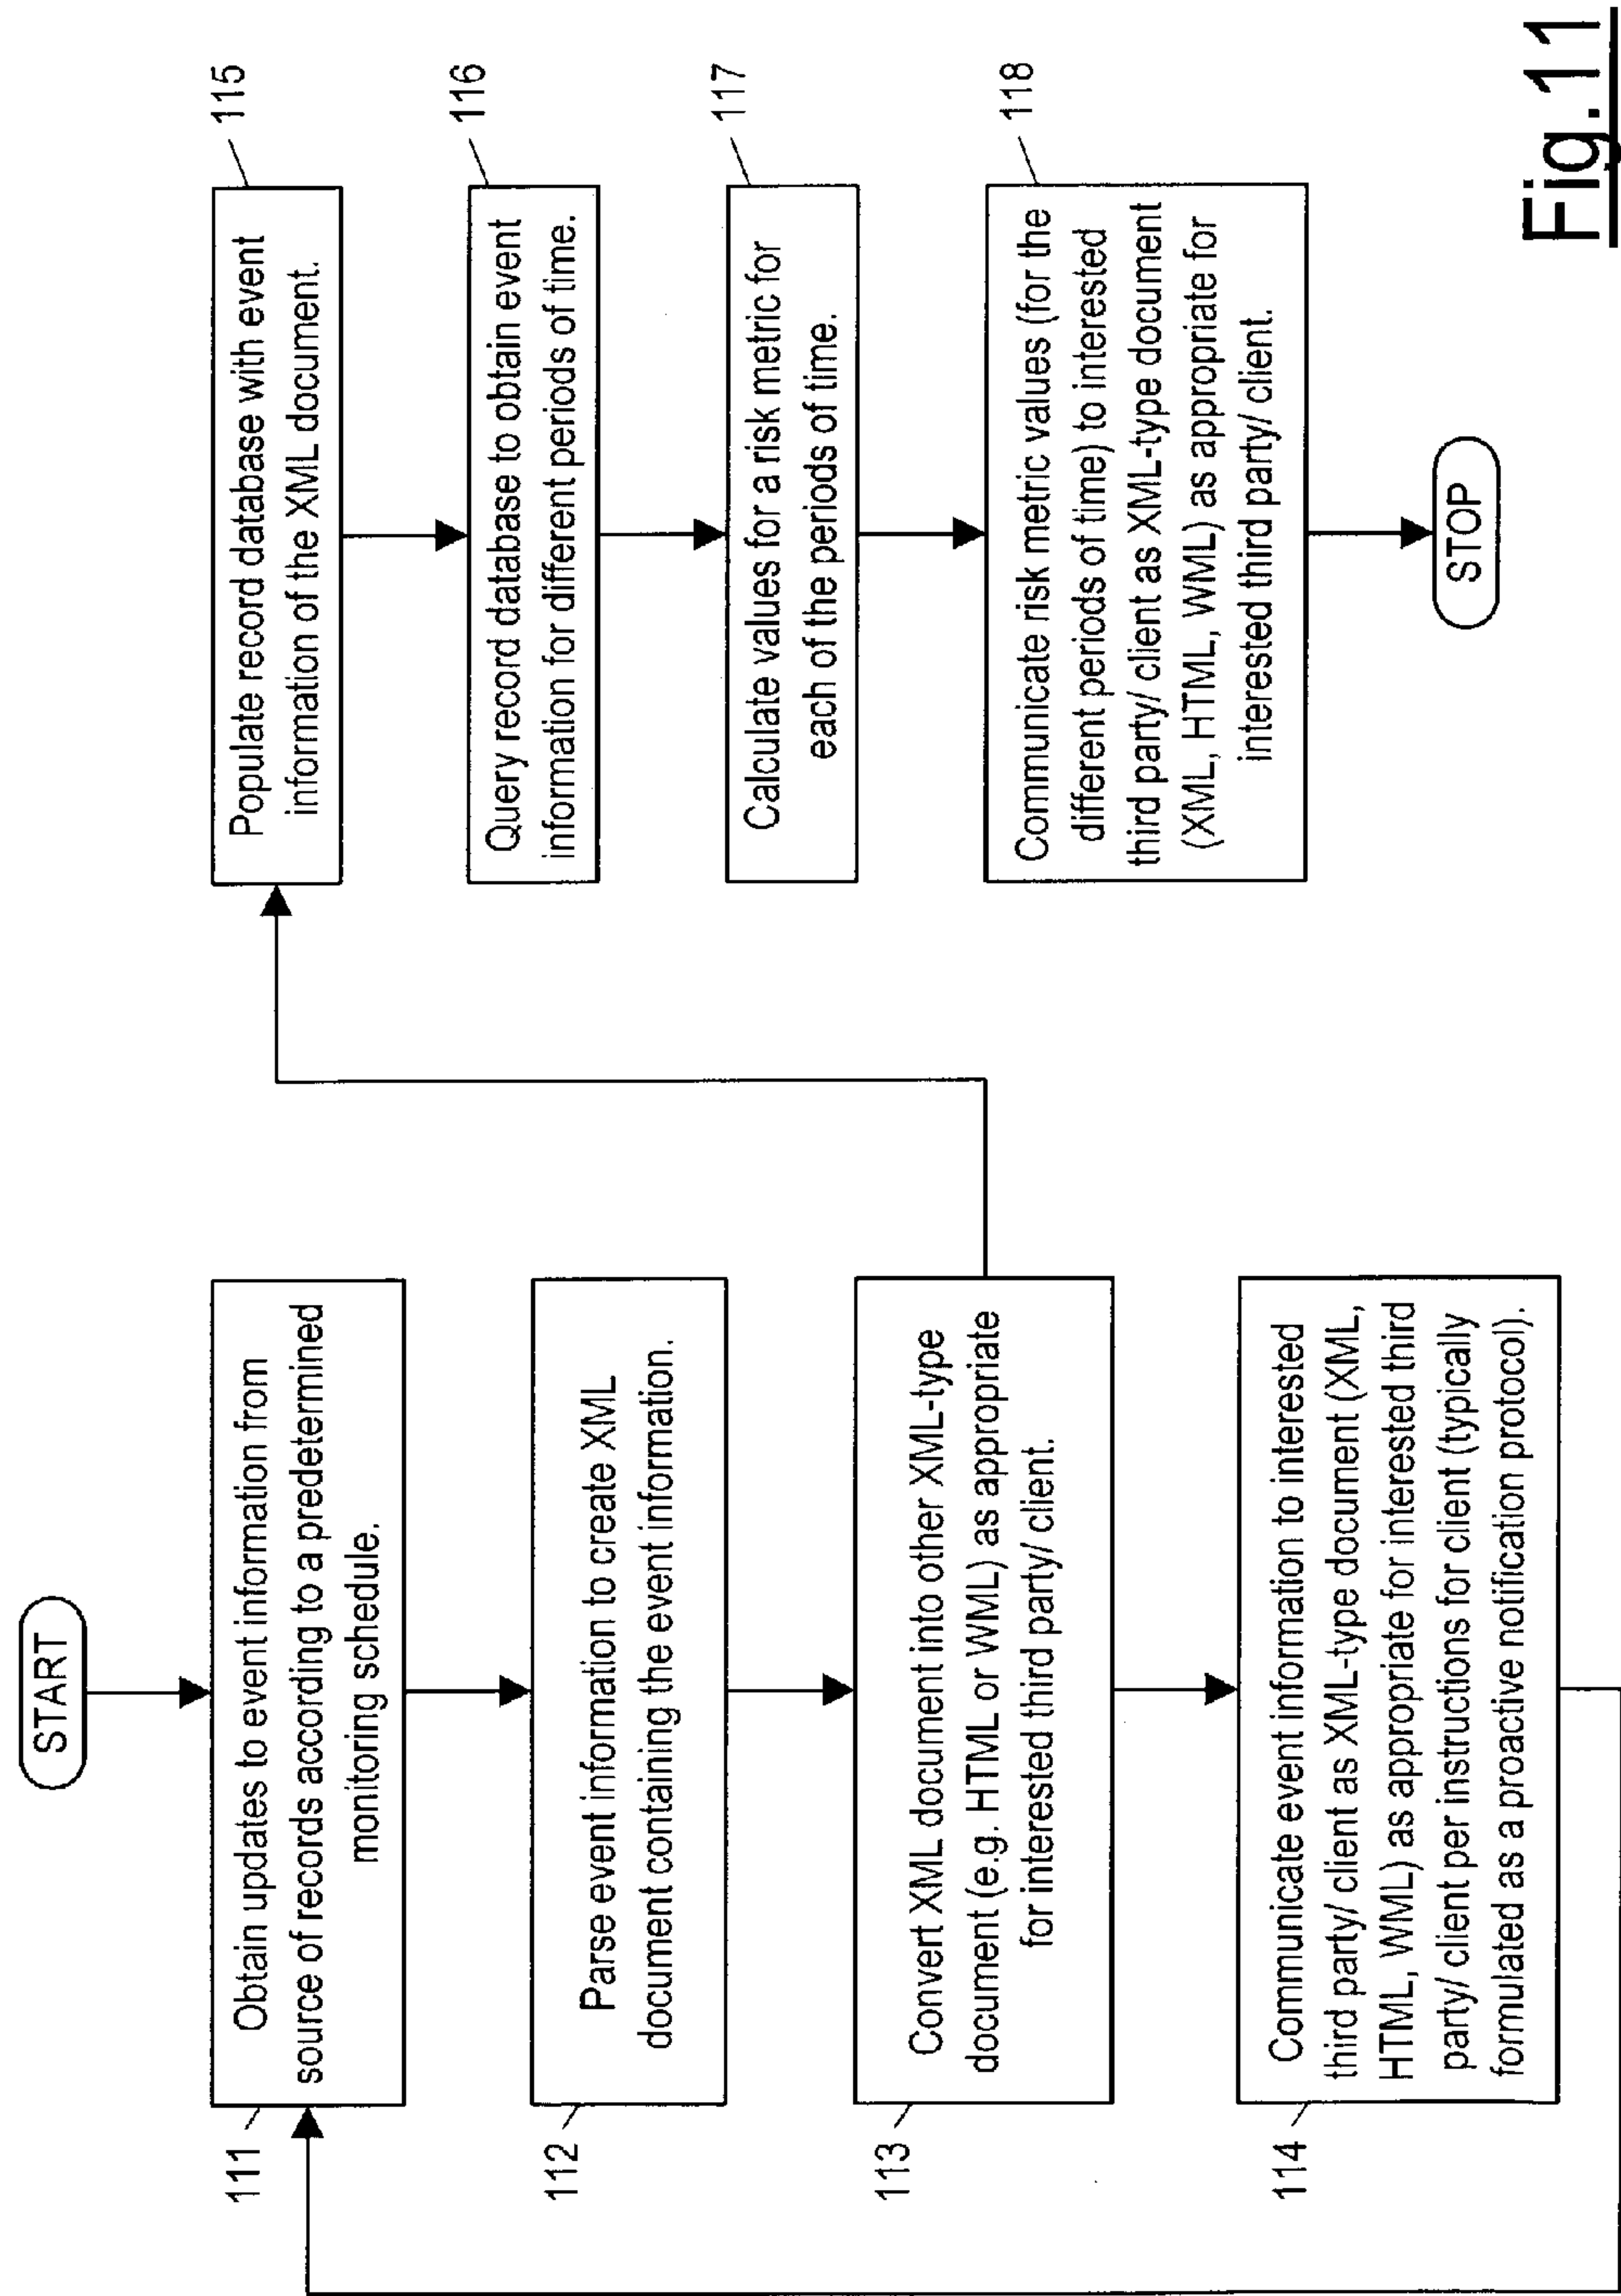 START
111
Obtain updates to event information from
source of records according to a predetermined
monitoring schedule.
112
Parse event information to create XML
document containing the event information.
113
Convert XML document into other XML-type
document (e.g. HTML or WML) as appropriate
for interested third party/ client.
114
Communicate event information to interested
third party/ client as XML-type document (XML,
HTML, WML) as appropriate for interested third
party/ client per instructions for client (typically
formulated as a proactive notification protocol).
115
Populate record database with event
information of the XML document.
116
Query record database to obtain event
information for different periods of time.
117
Calculate values for a risk metric for
each of the periods of time.
118
Communicate risk metric values (for the
different periods of time) to interested
third party/ client as XML-type document
(XML, HTML, WML) as appropriate for
interested third party/ client.
STOP
Fig.11